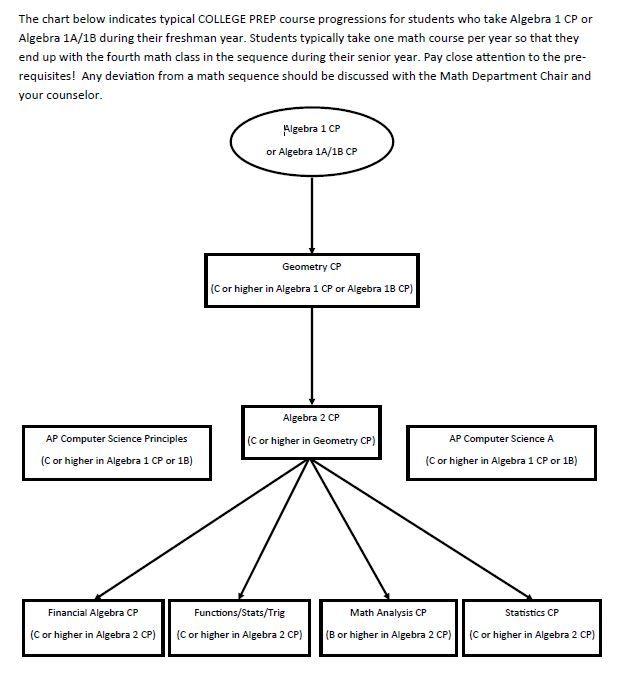 The chart below indicates typical COLLEGE PREP course progressions for students who take Algebra 1 CP or
Algebra 1A/1B during their freshman year. Students typically take one math course per year so that they
end up with the fourth math class in the sequence during their senior year. Pay close attention to the pre-
requisites! Any deviation from a math sequence should be discussed with the Math Department Chair and
your counselor.
Algebra 1 CP
or Algebra 1A/1B CP
Geometry CP
(C or higher in Algebra 1 CP or Algebra 1B CP)
Algebra 2 CP
(C or higher in Geometry CP)
AP Computer Science Principles
(C or higher in Algebra 1 CP or 1B)
AP Computer Science A
(C or higher in Algebra 1 CP or 1B)
Financial Algebra CP
(C or higher in Algebra 2 CP)
Functions/Stats/Trig
(C or higher in Algebra 2 CP)
Math Analysis CP
(B or higher in Algebra 2 CP)
Statistics CP
(C or higher in Algebra 2 CP)